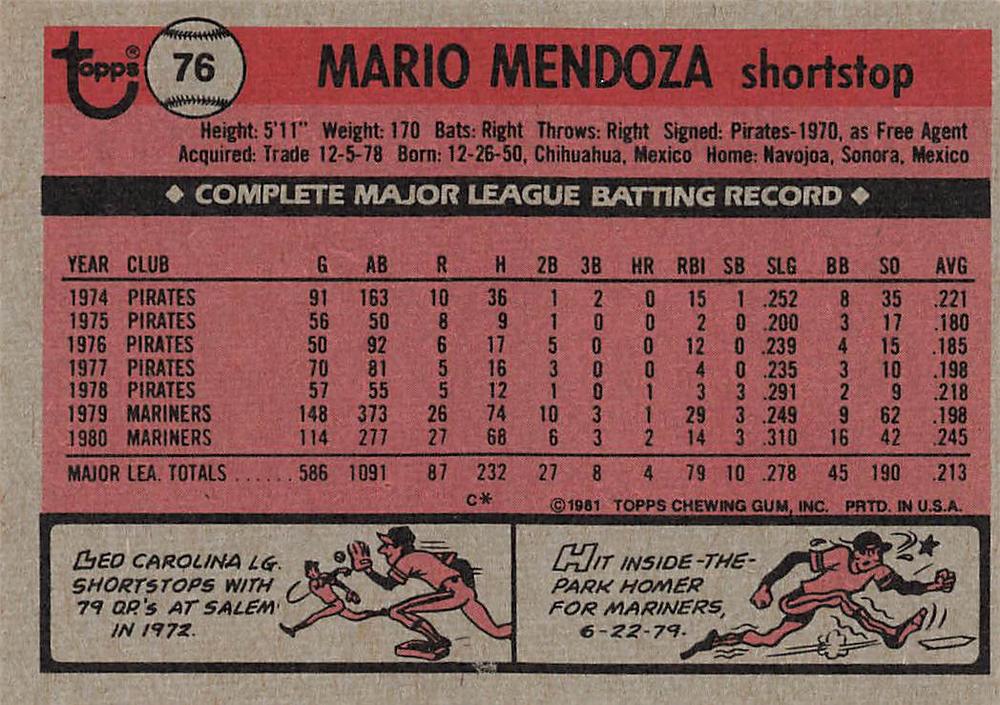 topps® 76 MARIO MENDOZA shortstop
Height: 5'11" Weight: 170 Bats: Right Throws: Right Signed: Pirates-1970, as Free Agent
Acquired: Trade 12-5-78 Born: 12-26-50, Chihuahua, Mexico Home: Navojoa, Sonora, Mexico
◆ COMPLETE MAJOR LEAGUE BATTING RECORD ◆
YEAR CLUB G AB R H 2B 3B HR RBI SB SLG BB SO AVG
1974 PIRATES 91 163 10 36 1 2 0 15 1 .252 8 35 .221
1975 PIRATES 56 50 8 9 1 0 0 2 0 .200 3 17 .180
1976 PIRATES 50 92 6 17 5 0 0 12 0 .239 4 15 .185
1977 PIRATES 70 81 5 16 3 0 0 4 0 .235 3 10 .198
1978 PIRATES 57 55 5 12 1 0 1 3 3 .291 2 9 .218
1979 MARINERS 148 373 26 74 10 3 1 29 3 .249 9 62 .198
1980 MARINERS 114 277 27 68 6 3 2 14 3 .310 16 42 .245
MAJOR LEA. TOTALS ...... 586 1091 87 232 27 8 4 79 10 .278 45 190 .213
C* ©1981 TOPPS CHEWING GUM, INC. PRTD. IN U.S.A.
LED CAROLINA LG.
SHORTSTOPS WITH
79 D.P.'S AT SALEM
IN 1972.
HIT INSIDE-THE-
PARK HOMER
FOR MARINERS,
6-22-79.